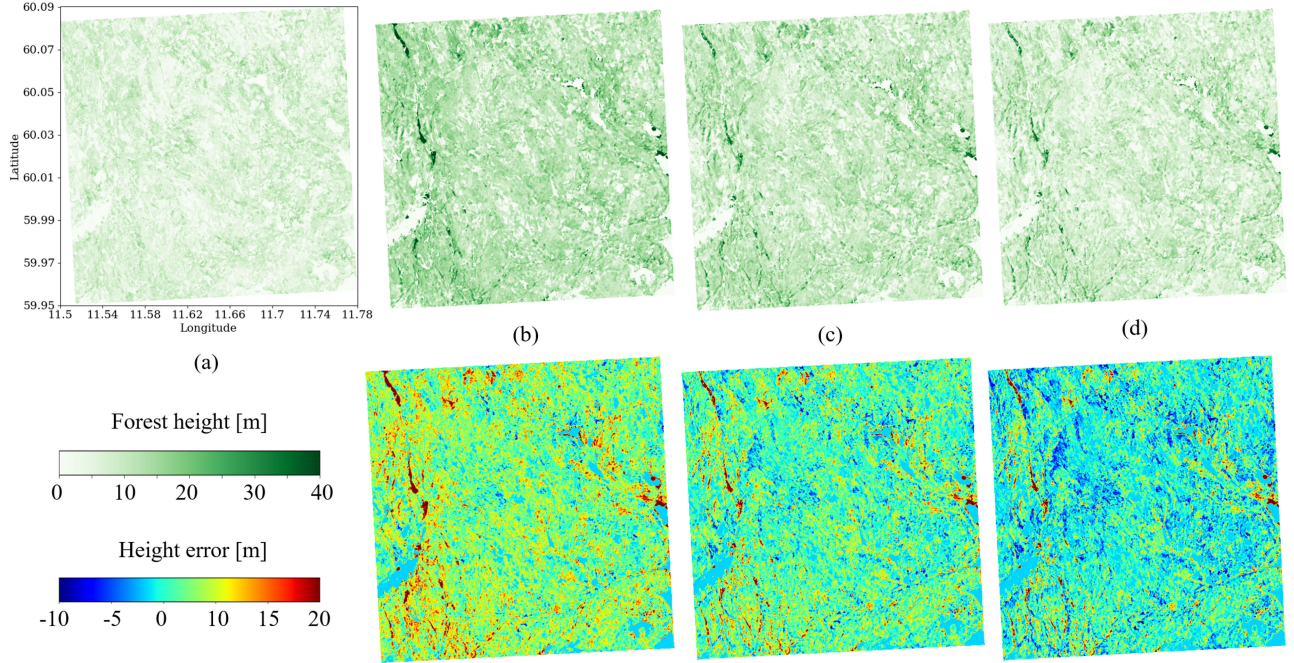 60.09
60.07
60.05
60.03
60.01
59.99
59.97
59.95
Latitude
11.5 11.54 11.58 11.62 11.66 11.7 11.74 11.78
Longitude
(a)
(b)
(c)
(d)
Forest height [m]
0 10 20 30 40
Height error [m]
-10 -5 0 5 10 15 20